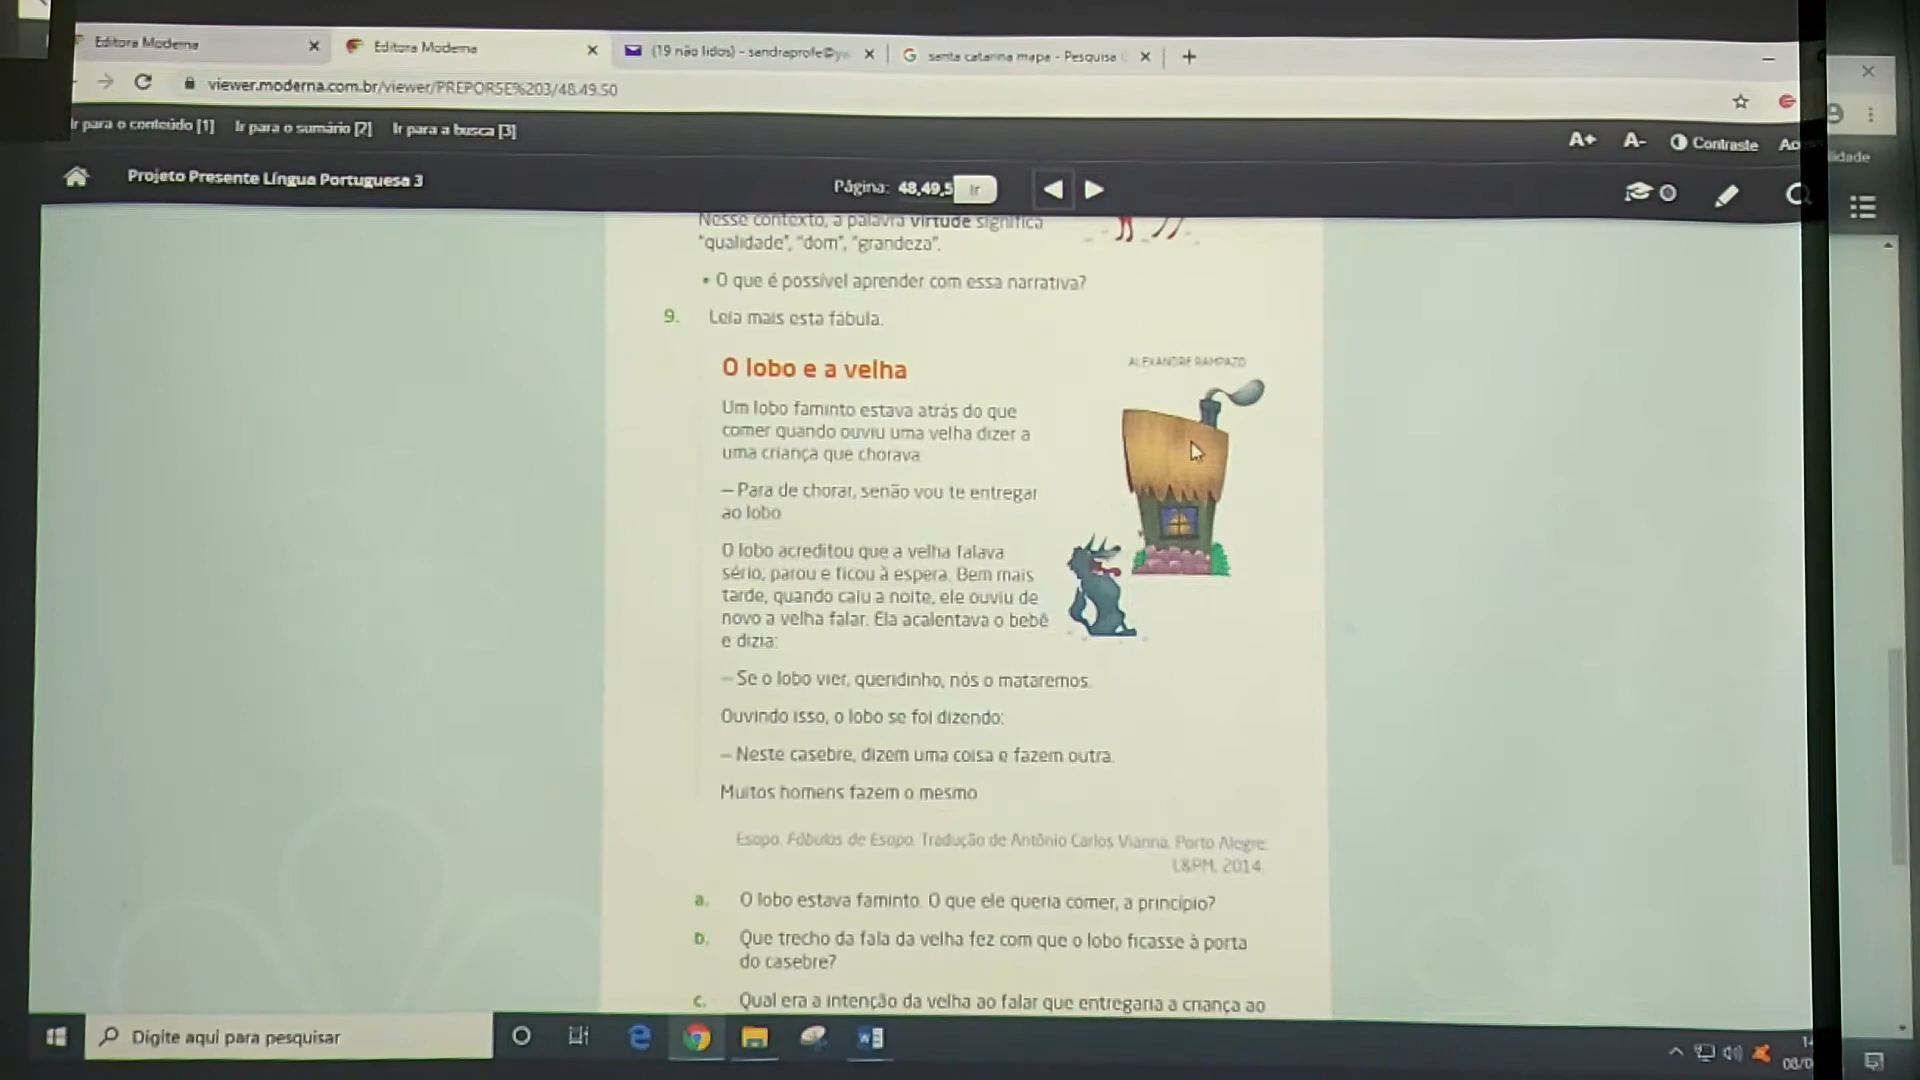 Editora Moderna
Editora Moderna
(19 não lidos) - sandraprofe@y
santa catarina mapa - Pesquisa
viewer.moderna.com.br/viewer/PREPORSE%203/48.49.50
Ir para o conteúdo [1] Ir para o sumário [2] Ir para a busca [3]
A+ A- Contraste
lidade
Projeto Presente Língua Portuguesa 3
Página: 48,49,5 Ir
Nesse contexto, a palavra virtude significa
"qualidade", "dom", "grandeza".
• O que é possível aprender com essa narrativa?
9. Leia mais esta fábula.
O lobo e a velha
ALEXANDRE RAMPAZO
Um lobo faminto estava atrás do que
comer quando ouviu uma velha dizer a
uma criança que chorava
– Para de chorar, senão vou te entregar
ao lobo
O lobo acreditou que a velha falava
sério, parou e ficou à espera. Bem mais
tarde, quando caiu a noite, ele ouviu de
novo a velha falar. Ela acalentava o bebê
e dizia:
– Se o lobo vier, queridinho, nós o mataremos.
Ouvindo isso, o lobo se foi dizendo:
– Neste casebre, dizem uma coisa e fazem outra.
Muitos homens fazem o mesmo
Esopo. Fábulas de Esopo. Tradução de Antônio Carlos Vianna. Porto Alegre:
L&PM, 2014.
a. O lobo estava faminto. O que ele queria comer, a princípio?
b. Que trecho da fala da velha fez com que o lobo ficasse à porta
do casebre?
c. Qual era a intenção da velha ao falar que entregaria a criança ao
Digite aqui para pesquisar